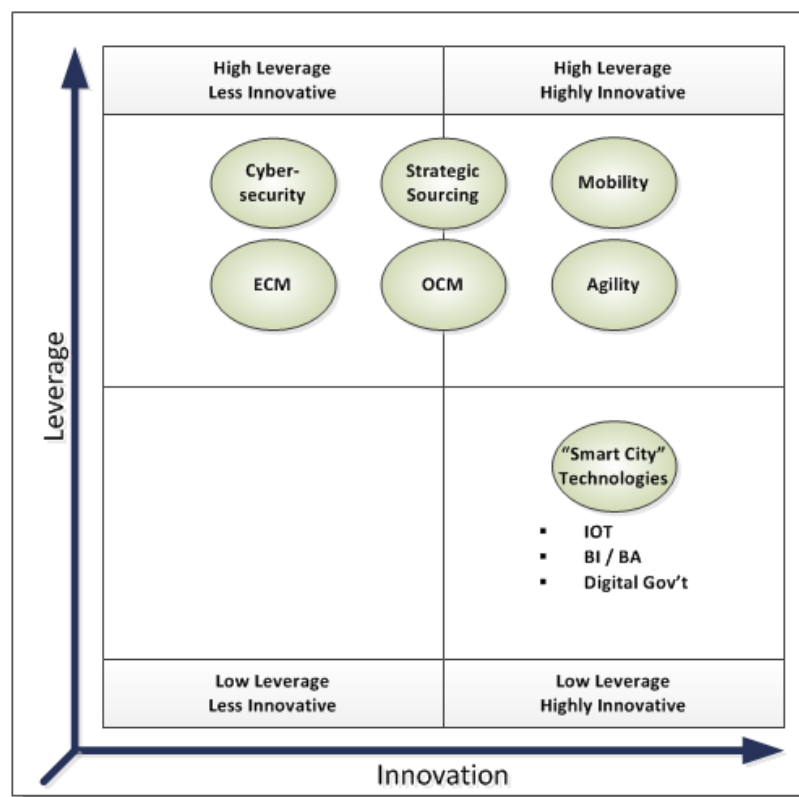 High Leverage
Less Innovative
High Leverage
Highly Innovative
Cyber-
security
Strategic
Sourcing
Mobility
ECM
OCM
Agility
Leverage
“Smart City”
Technologies
▪ IOT
▪ BI / BA
▪ Digital Gov’t
Low Leverage
Less Innovative
Low Leverage
Highly Innovative
Innovation